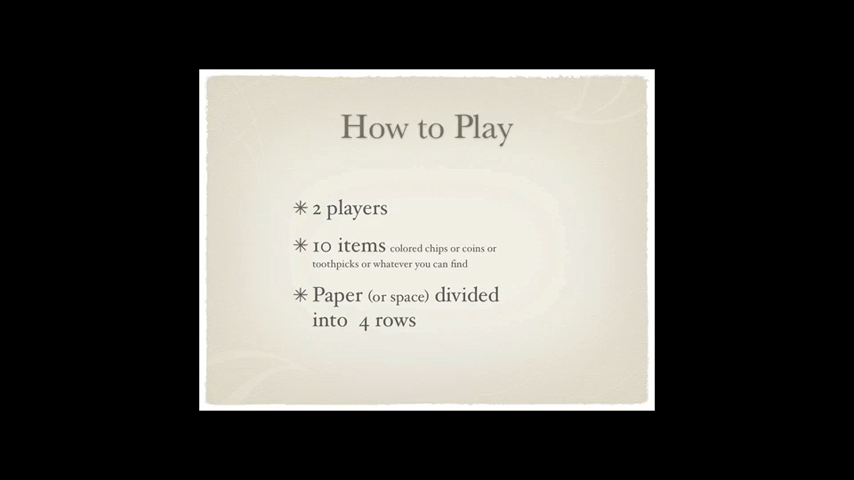 How to Play
✳ 2 players
✳ 10 items colored chips or coins or
toothpicks or whatever you can find
✳ Paper (or space) divided
into 4 rows